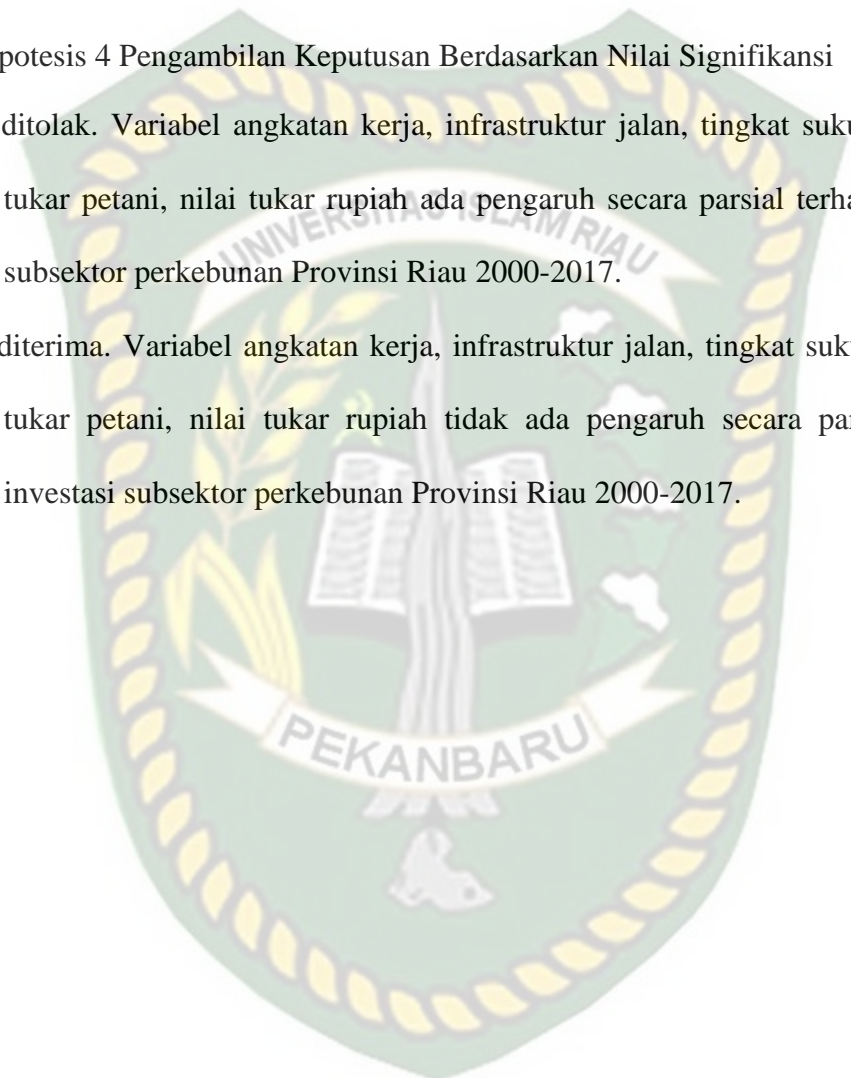 potesis 4 Pengambilan Keputusan Berdasarkan Nilai Signifikansi
ditolak. Variabel angkatan kerja, infrastruktur jalan, tingkat suku
tukar petani, nilai tukar rupiah ada pengaruh secara parsial terha
subsektor perkebunan Provinsi Riau 2000-2017.
diterima. Variabel angkatan kerja, infrastruktur jalan, tingkat suku
tukar petani, nilai tukar rupiah tidak ada pengaruh secara par
investasi subsektor perkebunan Provinsi Riau 2000-2017.
UNIVERSITAS ISLAM RIAU
PEKANBARU